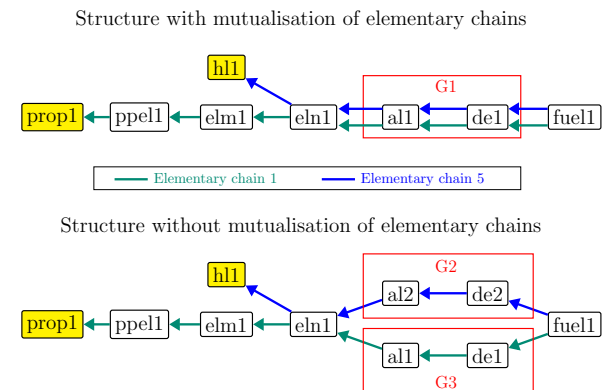 Structure with mutualisation of elementary chains
hl1
G1
prop1 ppel1 elm1 eln1 al1 de1 fuel1
Elementary chain 1 Elementary chain 5
Structure without mutualisation of elementary chains
G2
hl1
al2 de2
prop1 ppel1 elm1 eln1 fuel1
al1 de1
G3